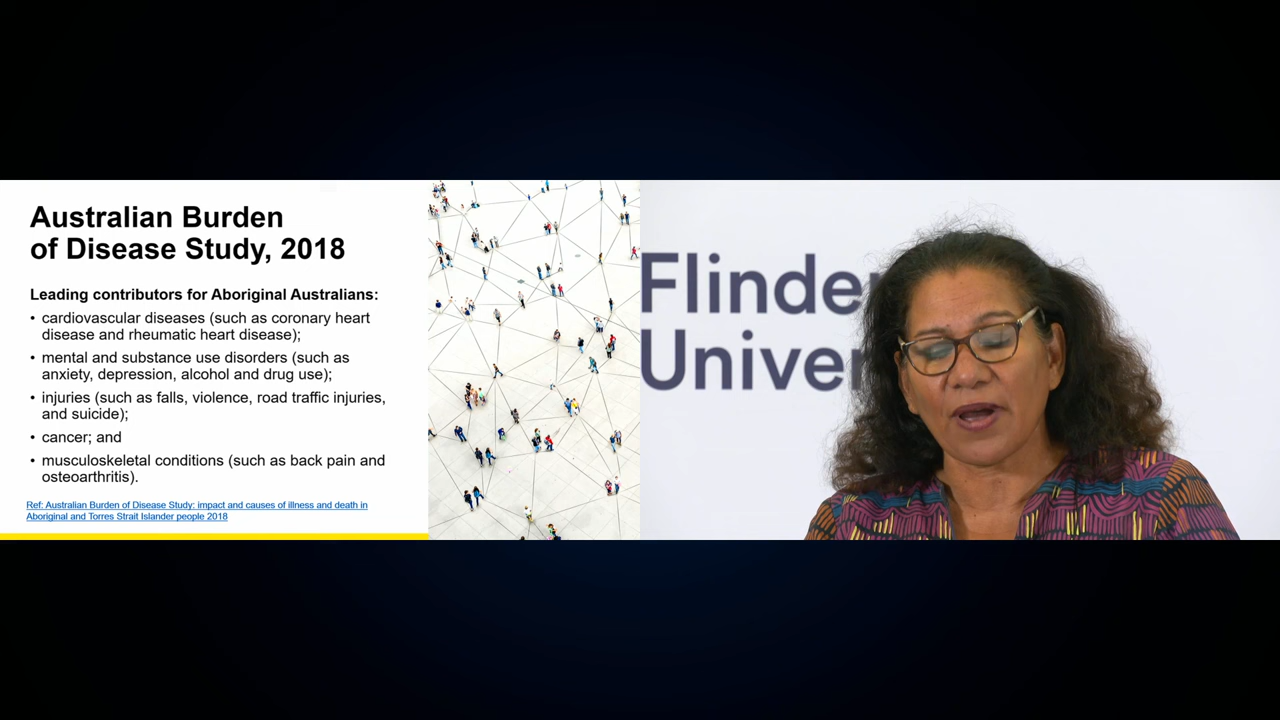 Australian Burden
of Disease Study, 2018
Leading contributors for Aboriginal Australians:
• cardiovascular diseases (such as coronary heart
disease and rheumatic heart disease);
• mental and substance use disorders (such as
anxiety, depression, alcohol and drug use);
• injuries (such as falls, violence, road traffic injuries,
and suicide);
• cancer; and
• musculoskeletal conditions (such as back pain and
osteoarthritis).
Ref: Australian Burden of Disease Study: impact and causes of illness and death in
Aboriginal and Torres Strait Islander people 2018
Flinde
Univer